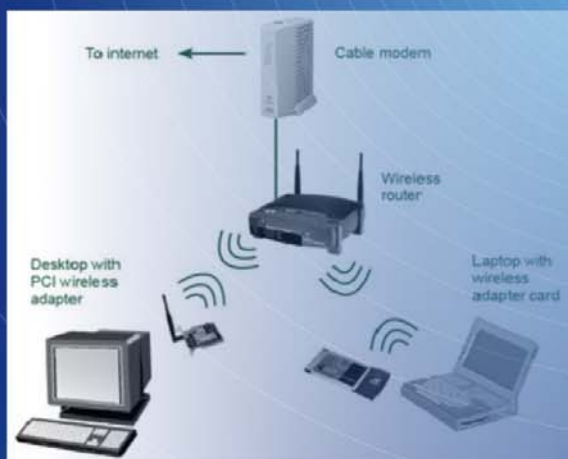 To internet
Cable modem
Wireless
router
Desktop with
PCI wireless
adapter
Laptop with
wireless
adapter card